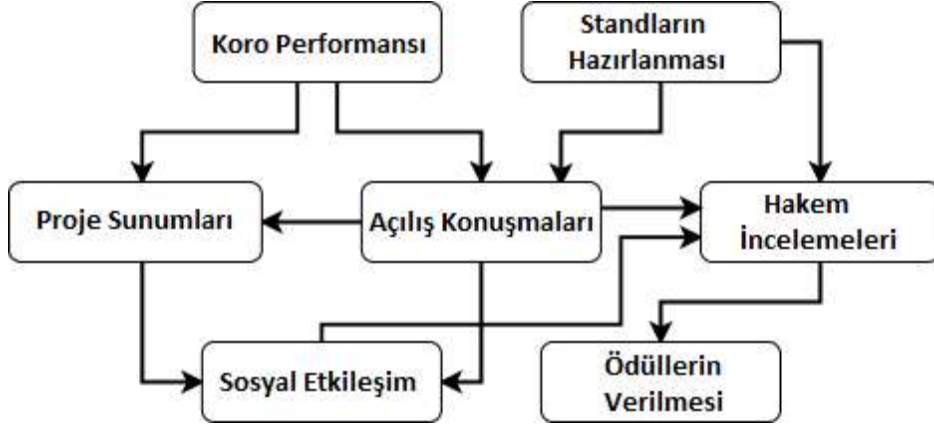 Koro Performansı
Standların
Hazırlanması
Proje Sunumları
Açılış Konuşmaları
Hakem
İncelemeleri
Sosyal Etkileşim
Ödüllerin
Verilmesi